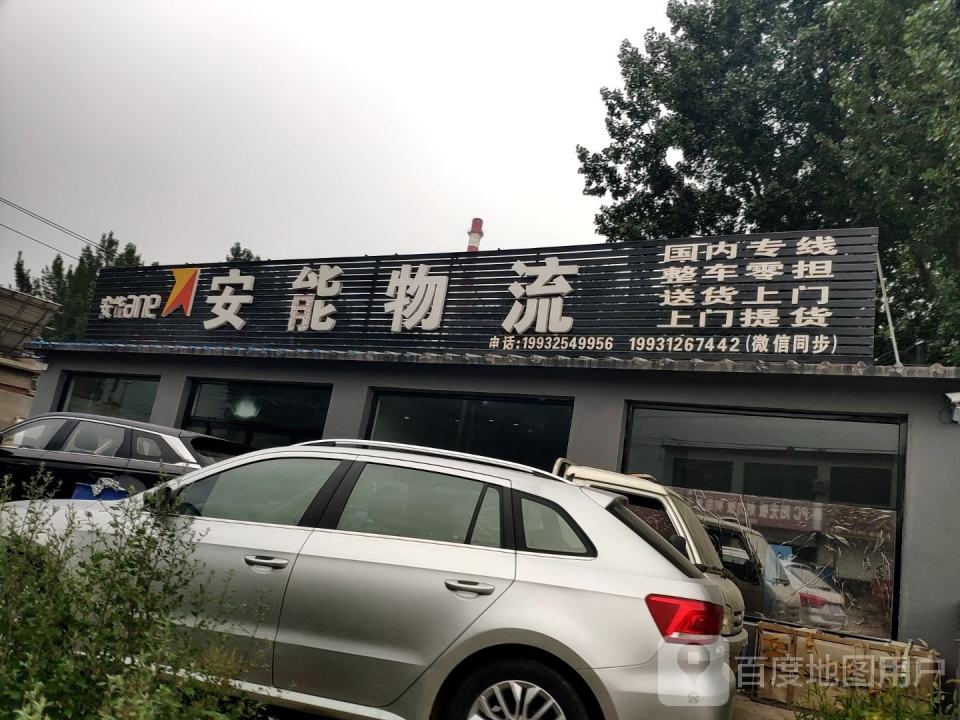 安能ane
安能物流
国内专线
整车零担
送货上门
上门提货
电话:19932549956 19931267442(微信同步)
百度地图用户